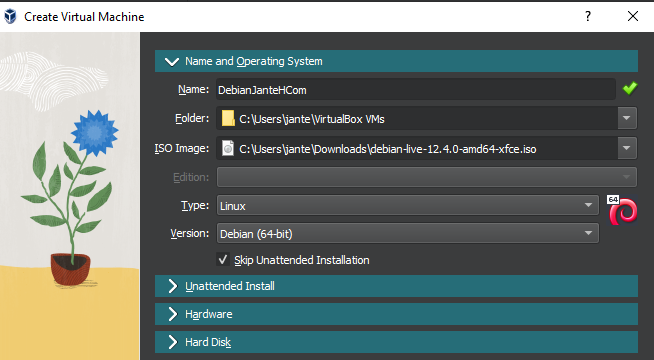 Create Virtual Machine
Name and Operating System
Name: DebianJanteHCom
Folder: C:\Users\jante\VirtualBox VMs
ISO Image: C:\Users\jante\Downloads\debian-live-12.4.0-amd64-xfce.iso
Edition:
Type: Linux
64
Version: Debian (64-bit)
Skip Unattended Installation
Unattended Install
Hardware
Hard Disk